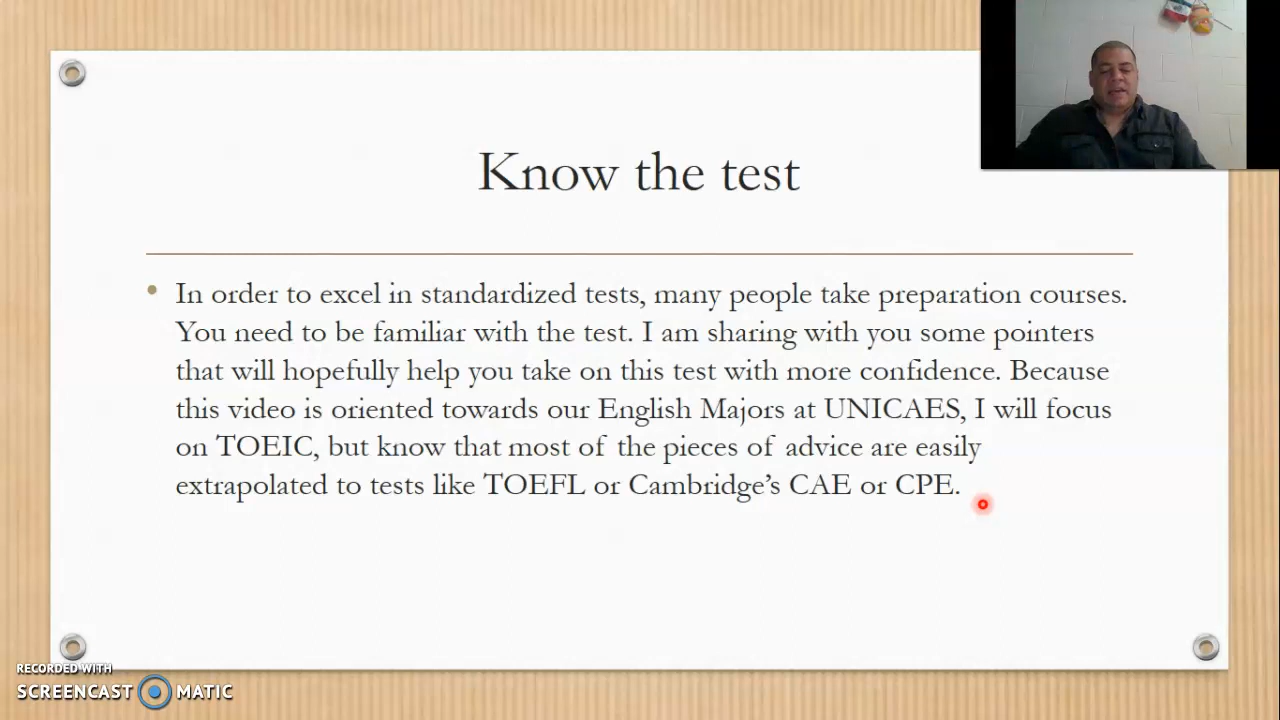 Know the test
In order to excel in standardized tests, many people take preparation courses.
You need to be familiar with the test. I am sharing with you some pointers
that will hopefully help you take on this test with more confidence. Because
this video is oriented towards our English Majors at UNICAES, I will focus
on TOEIC, but know that most of the pieces of advice are easily
extrapolated to tests like TOEFL or Cambridge’s CAE or CPE.
RECORDED WITH
SCREENCAST MATIC